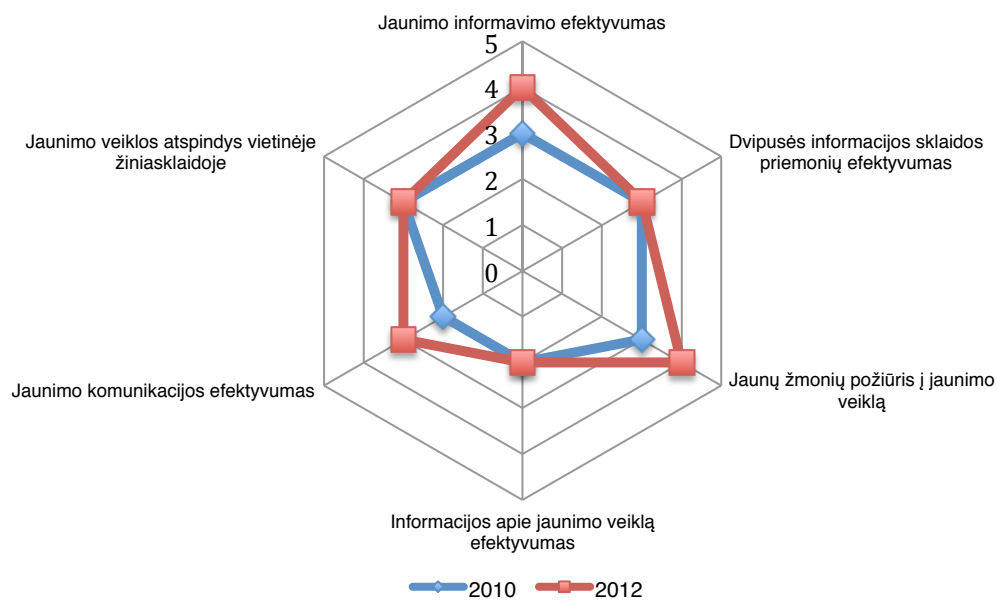 Jaunimo informavimo efektyvumas
5
4
3
2
1
0
Dvipusės informacijos sklaidos
priemonių efektyvumas
Jaunų žmonių požiūris į jaunimo
veiklą
Informacijos apie jaunimo veiklą
efektyvumas
Jaunimo komunikacijos efektyvumas
Jaunimo veiklos atspindys vietinėje
žiniasklaidoje
2010
2012